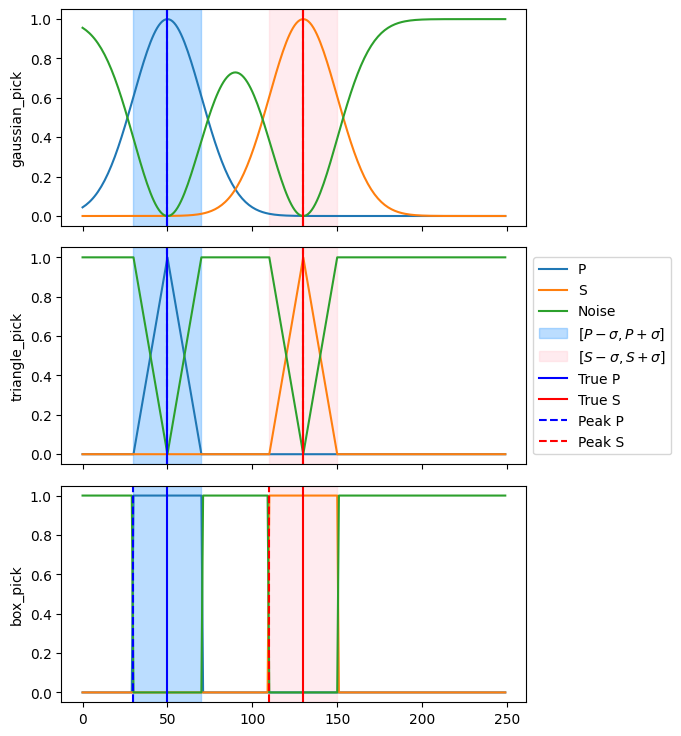 1.0
0.8
0.6
0.4
0.2
0.0
gaussian_pick
1.0
0.8
0.6
0.4
0.2
0.0
triangle_pick
P
S
Noise
[P − σ, P + σ]
[S − σ, S + σ]
True P
True S
Peak P
Peak S
1.0
0.8
0.6
0.4
0.2
0.0
box_pick
0 50 100 150 200 250